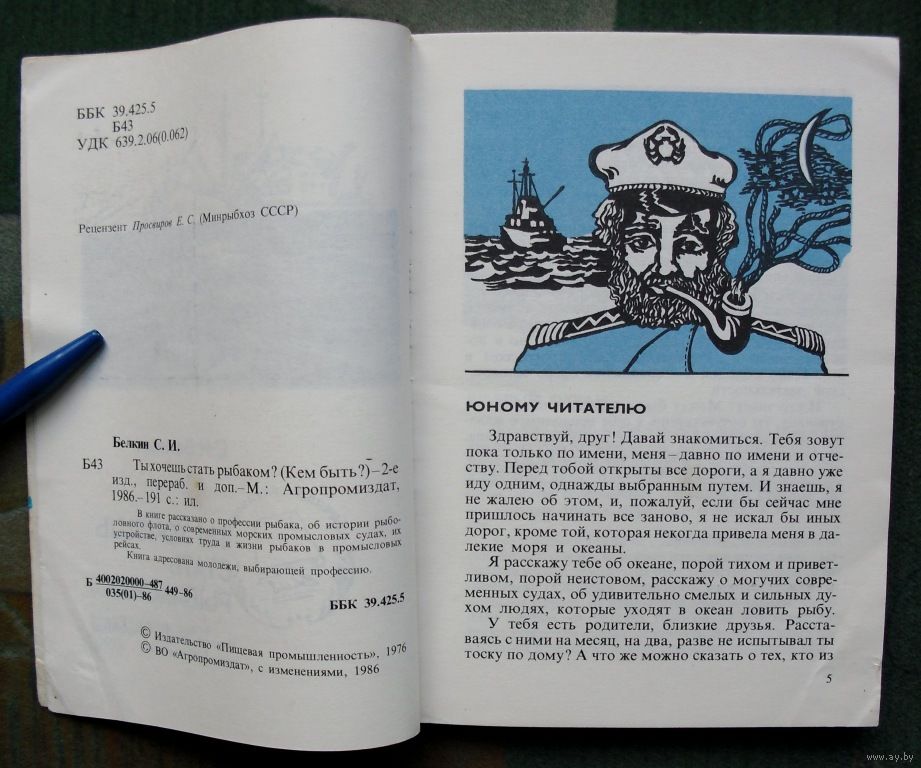 ББК 39.425.5
Б43
УДК 639.2.06(0.062)
Рецензент Просвиров Е. С. (Минрыбхоз СССР)
Белкин С. И.
Б43 Ты хочешь стать рыбаком? (Кем быть?)–2-е
изд., перераб. и доп.–М.: Агропромиздат,
1986.–191 с.: ил.
В книге рассказано о профессии рыбака, об истории рыбо-
ловного флота, о современных морских промысловых судах, их
устройстве, условиях труда и жизни рыбаков в промысловых
рейсах.
Книга адресована молодежи, выбирающей профессию.
Б 4002020000–487
035(01)–86
449–86
ББК 39.425.5
© Издательство «Пищевая промышленность», 1976
© ВО «Агропромиздат», с изменениями, 1986
ЮНОМУ ЧИТАТЕЛЮ
Здравствуй, друг! Давай знакомиться. Тебя зовут
пока только по имени, меня–давно по имени и отче-
ству. Перед тобой открыты все дороги, а я давно уже
иду одним, однажды выбранным путем. И знаешь, я
не жалею об этом, и, пожалуй, если бы сейчас мне
пришлось начинать все заново, я не искал бы иных
дорог, кроме той, которая некогда привела меня в да-
лекие моря и океаны.
Я расскажу тебе об океане, порой тихом и привет-
ливом, порой неистовом, расскажу о могучих совре-
менных судах, об удивительно смелых и сильных ду-
хом людях, которые уходят в океан ловить рыбу.
У тебя есть родители, близкие друзья. Расста-
ваясь с ними на месяц, на два, разве не испытывал ты
тоску по дому? А что же можно сказать о тех, кто из
5
www.ay.by